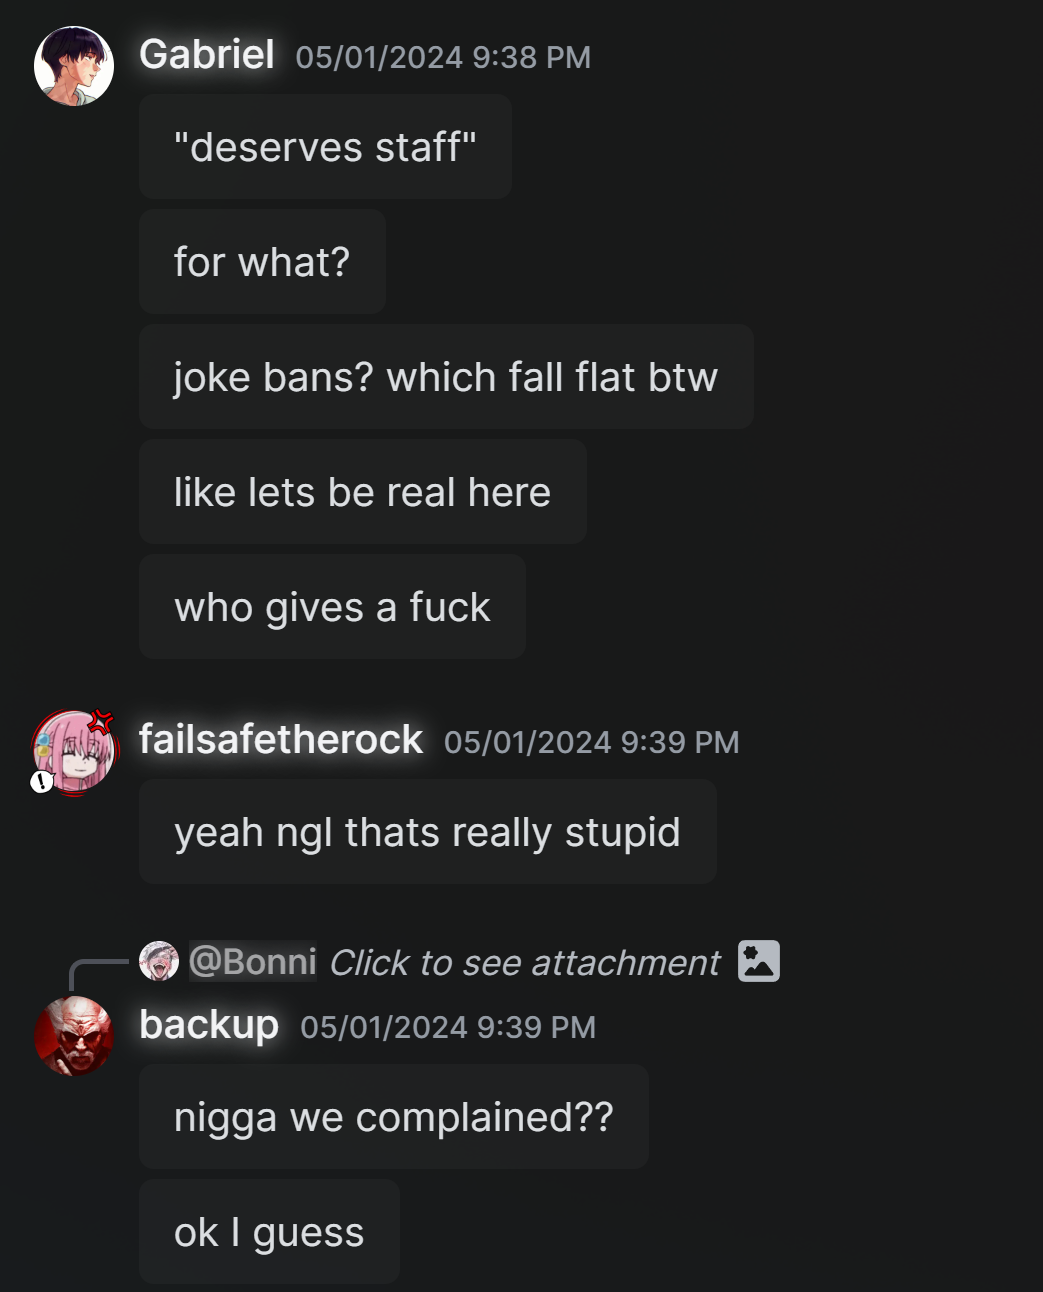 Gabriel 05/01/2024 9:38 PM
"deserves staff"
for what?
joke bans? which fall flat btw
like lets be real here
who gives a fuck
failsafetherock 05/01/2024 9:39 PM
yeah ngl thats really stupid
@Bonni Click to see attachment
backup 05/01/2024 9:39 PM
nigga we complained??
ok I guess